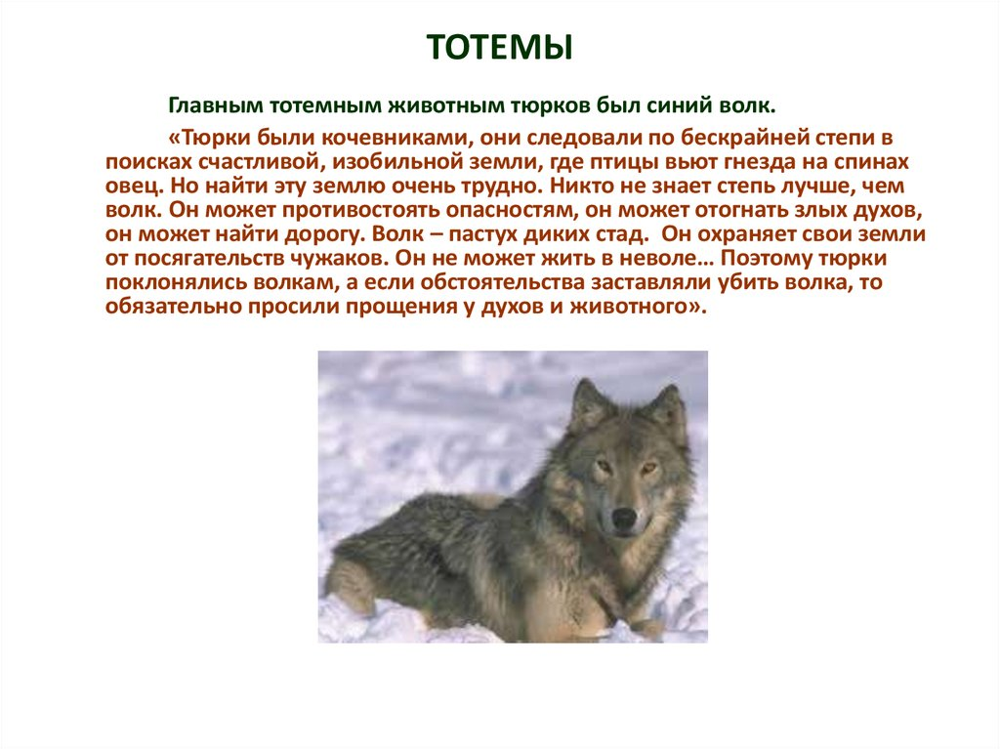 ТОТЕМЫ
Главным тотемным животным тюрков был синий волк.
«Тюрки были кочевниками, они следовали по бескрайней степи в
поисках счастливой, изобильной земли, где птицы вьют гнезда на спинах
овец. Но найти эту землю очень трудно. Никто не знает степь лучше, чем
волк. Он может противостоять опасностям, он может отогнать злых духов,
он может найти дорогу. Волк – пастух диких стад.  Он охраняет свои земли
от посягательств чужаков. Он не может жить в неволе… Поэтому тюрки
поклонялись волкам, а если обстоятельства заставляли убить волка, то
обязательно просили прощения у духов и животного».